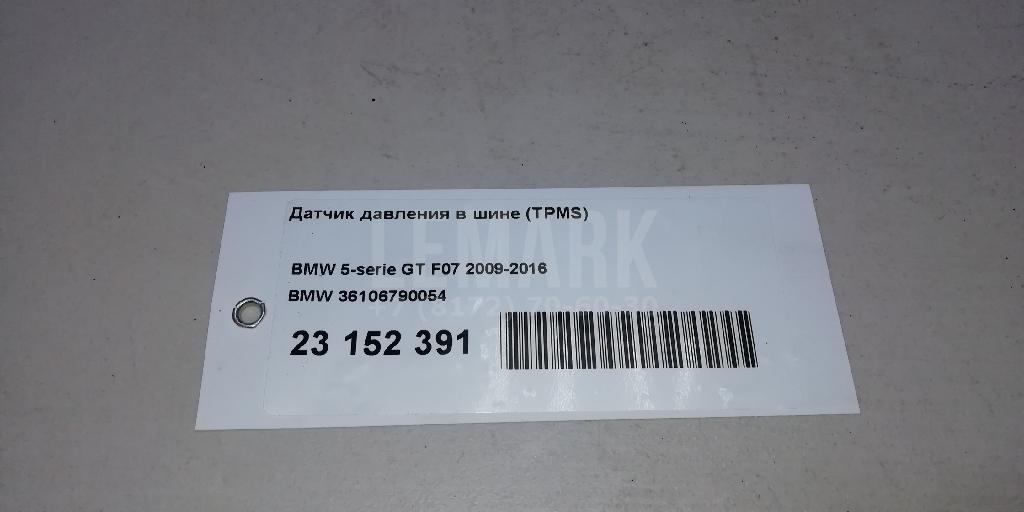 Датчик давления в шине (TPMS)
LEMARK
BMW 5-serie GT F07 2009-2016
BMW 36106790054
+7 (8172) 70-60-30
23 152 391